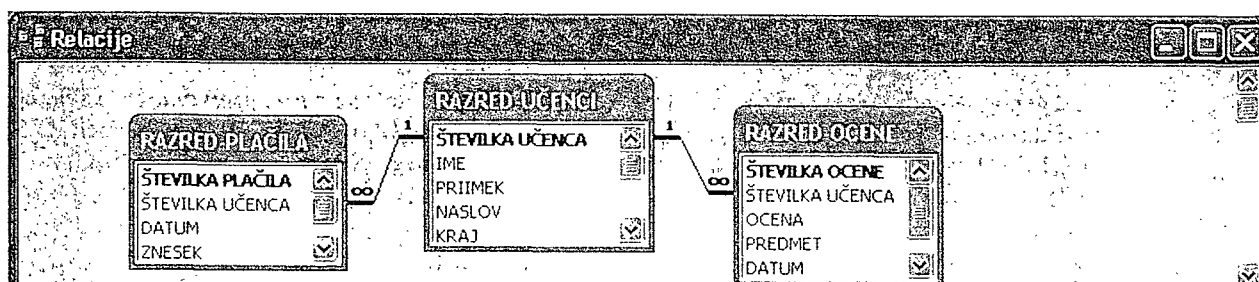 Relacije
RAZRED PLAČILA
ŠTEVILKA PLAČILA
ŠTEVILKA UČENCA
DATUM
ZNESEK
∞
1
RAZRED UČENCI
ŠTEVILKA UČENCA
IME
PRIIMEK
NASLOV
KRAJ
1
∞
RAZRED OCENE
ŠTEVILKA OCENE
ŠTEVILKA UČENCA
OCENA
PREDMET
DATUM